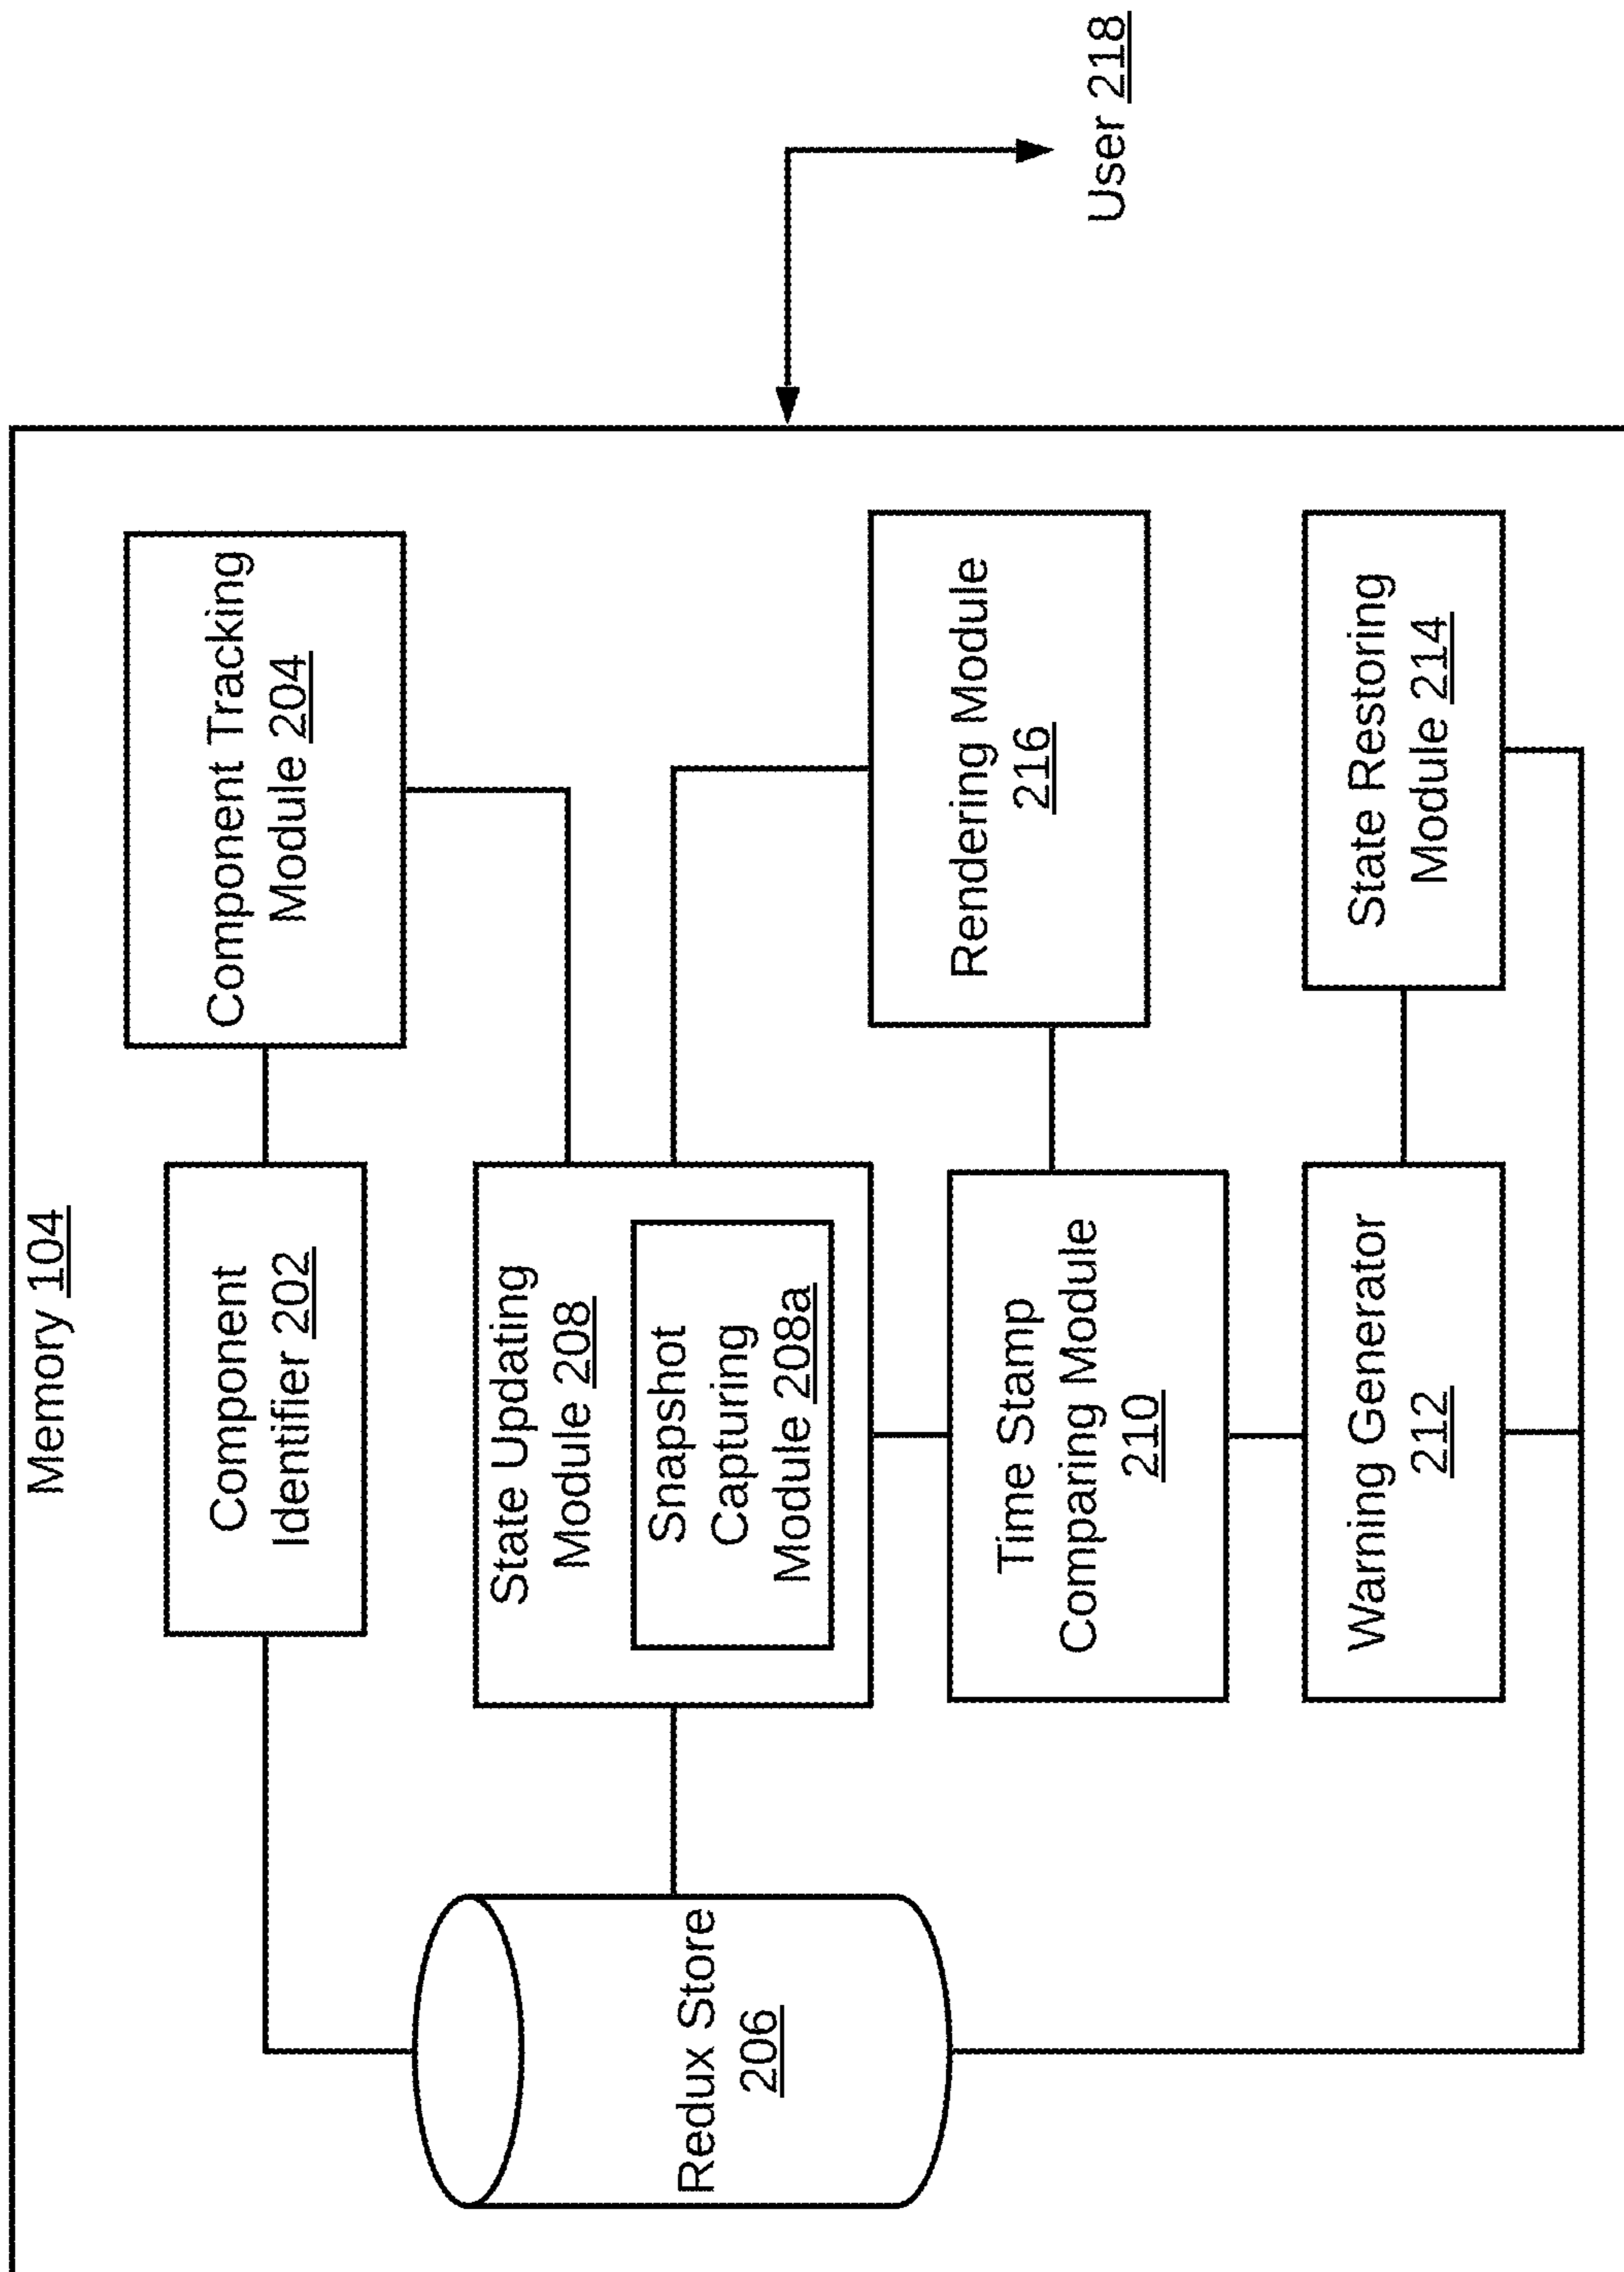 Memory 104
Component
Identifier 202
Component Tracking
Module 204
State Updating
Module 208
Snapshot
Capturing
Module 208a
Redux Store
206
Rendering Module
216
Time Stamp
Comparing Module
210
Warning Generator
212
State Restoring
Module 214
User 218